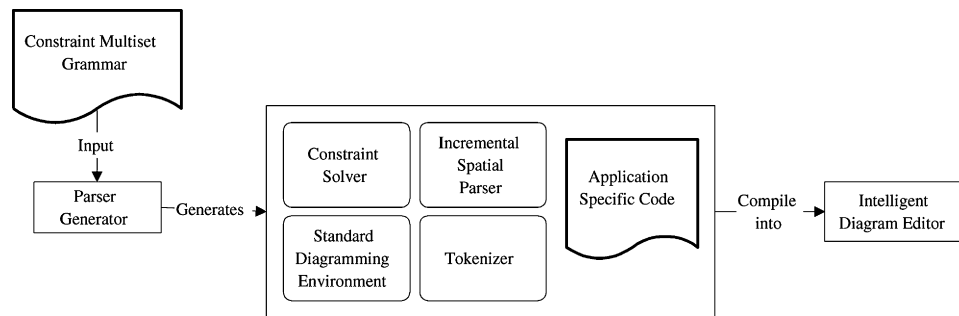 Constraint Multiset
Grammar
Input
Parser
Generator
Generates
Constraint
Solver
Incremental
Spatial
Parser
Standard
Diagramming
Environment
Tokenizer
Application
Specific Code
Compile
into
Intelligent
Diagram Editor